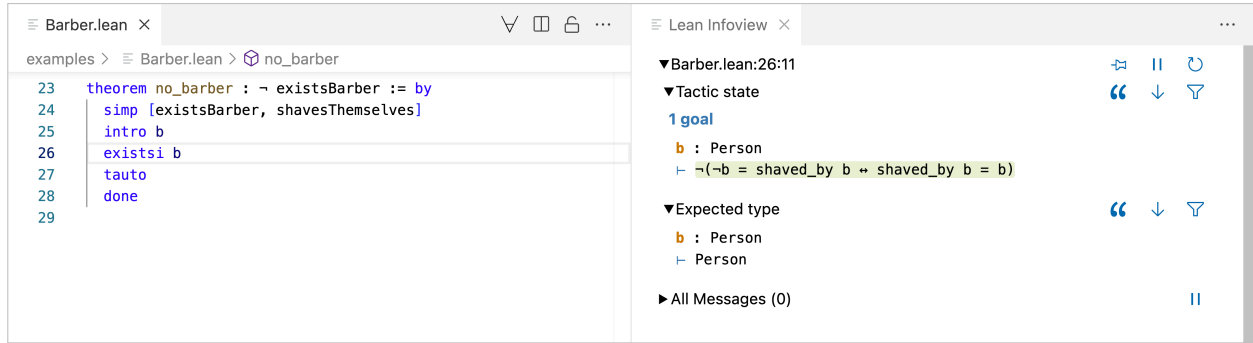 Barber.lean
examples > Barber.lean > no_barber
23 theorem no_barber : ¬ existsBarber := by
24 simp [existsBarber, shavesThemselves]
25 intro b
26 existsi b
27 tauto
28 done
29
Lean Infoview
▼Barber.lean:26:11
▼Tactic state
1 goal
b : Person
⊢ ¬(¬b = shaved_by b ↔ shaved_by b = b)
▼Expected type
b : Person
⊢ Person
▶All Messages (0)